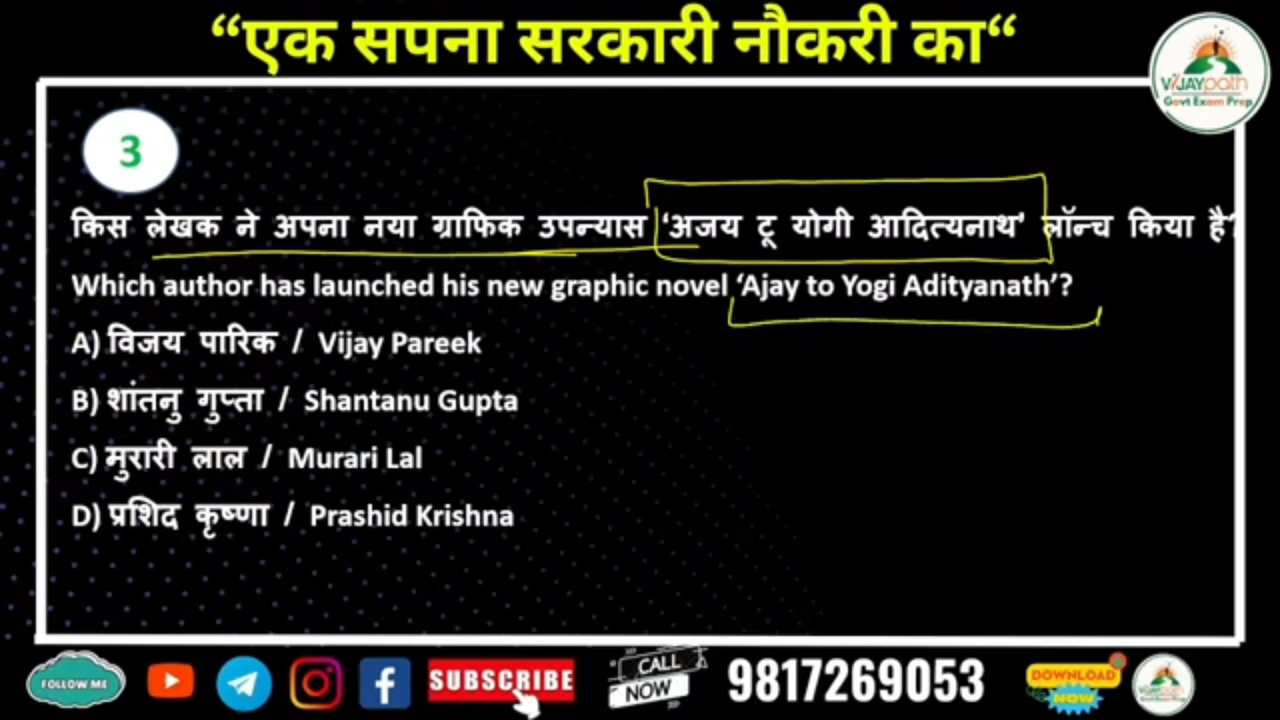 “एक सपना सरकारी नौकरी का“
VIJAYpath
Govt Exam Prep
3
किस लेखक ने अपना नया ग्राफिक उपन्यास ‘अजय टू योगी आदित्यनाथ’ लॉन्च किया है?
Which author has launched his new graphic novel ‘Ajay to Yogi Adityanath’?
A) विजय पारिक / Vijay Pareek
B) शांतनु गुप्ता / Shantanu Gupta
C) मुरारी लाल / Murari Lal
D) प्रशिद कृष्णा / Prashid Krishna
FOLLOW ME
SUBSCRIBE
CALL
NOW
9817269053
DOWNLOAD
NOW
VIJAYpath